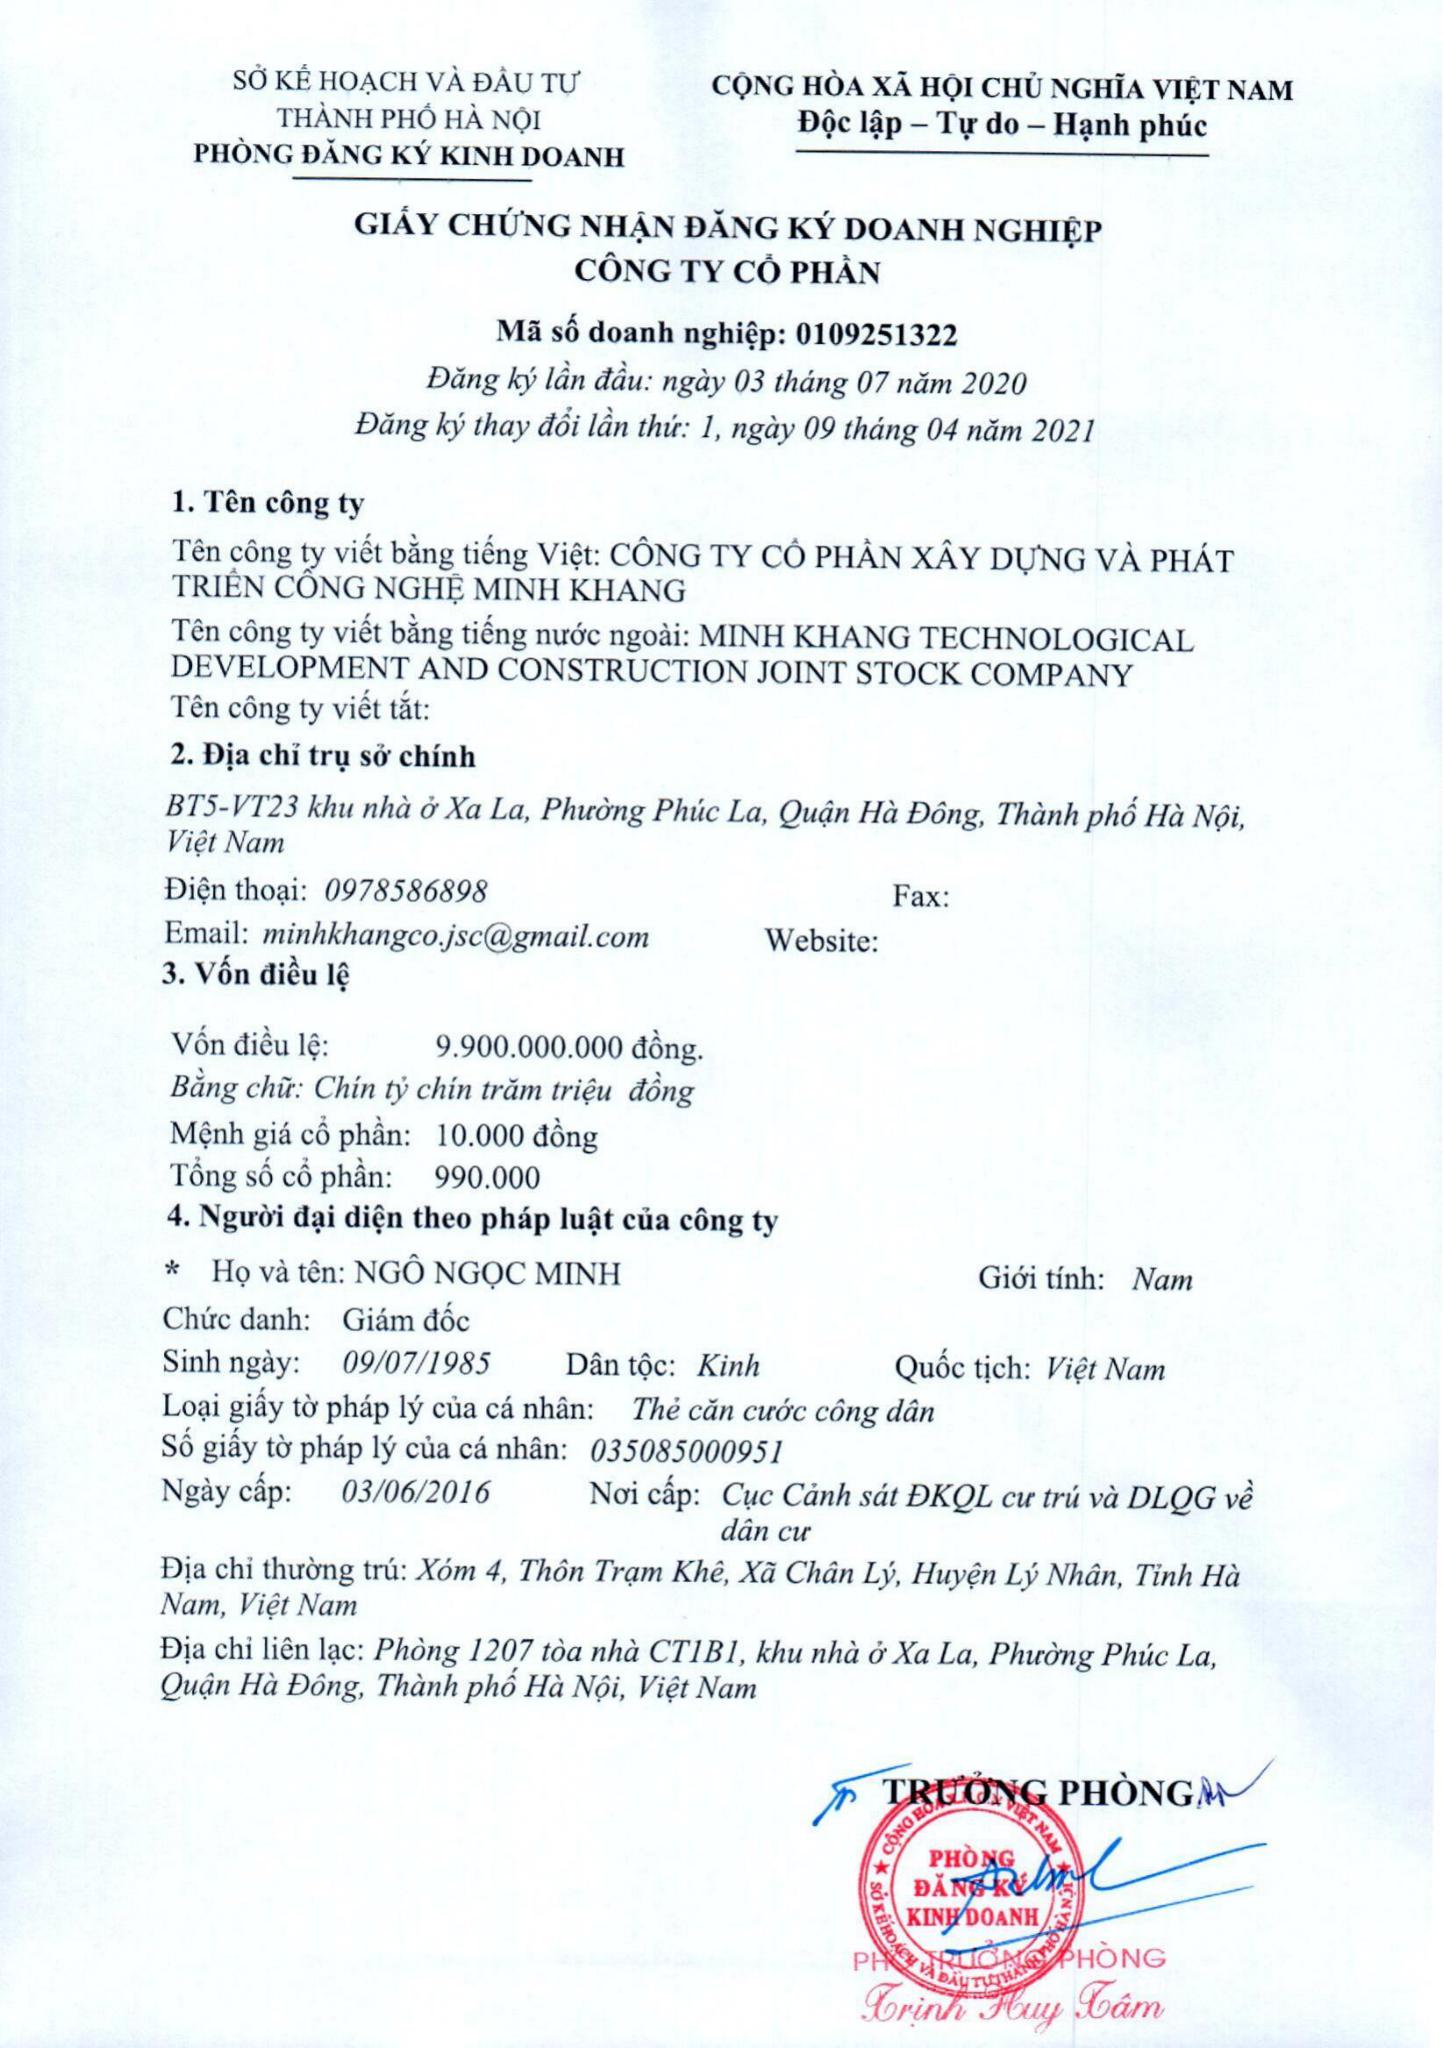 SỞ KẾ HOẠCH VÀ ĐẦU TƯ
THÀNH PHỐ HÀ NỘI
PHÒNG ĐĂNG KÝ KINH DOANH
CỘNG HÒA XÃ HỘI CHỦ NGHĨA VIỆT NAM
Độc lập – Tự do – Hạnh phúc
GIẤY CHỨNG NHẬN ĐĂNG KÝ DOANH NGHIỆP
CÔNG TY CỔ PHẦN
Mã số doanh nghiệp: 0109251322
Đăng ký lần đầu: ngày 03 tháng 07 năm 2020
Đăng ký thay đổi lần thứ: 1, ngày 09 tháng 04 năm 2021
1. Tên công ty
Tên công ty viết bằng tiếng Việt: CÔNG TY CỔ PHẦN XÂY DỰNG VÀ PHÁT
TRIỂN CÔNG NGHỆ MINH KHANG
Tên công ty viết bằng tiếng nước ngoài: MINH KHANG TECHNOLOGICAL
DEVELOPMENT AND CONSTRUCTION JOINT STOCK COMPANY
Tên công ty viết tắt:
2. Địa chỉ trụ sở chính
BT5-VT23 khu nhà ở Xa La, Phường Phúc La, Quận Hà Đông, Thành phố Hà Nội,
Việt Nam
Điện thoại: 0978586898 Fax:
Email: minhkhangco.jsc@gmail.com Website:
3. Vốn điều lệ
Vốn điều lệ: 9.900.000.000 đồng.
Bằng chữ: Chín tỷ chín trăm triệu đồng
Mệnh giá cổ phần: 10.000 đồng
Tổng số cổ phần: 990.000
4. Người đại diện theo pháp luật của công ty
* Họ và tên: NGÔ NGỌC MINH Giới tính: Nam
Chức danh: Giám đốc
Sinh ngày: 09/07/1985 Dân tộc: Kinh Quốc tịch: Việt Nam
Loại giấy tờ pháp lý của cá nhân: Thẻ căn cước công dân
Số giấy tờ pháp lý của cá nhân: 035085000951
Ngày cấp: 03/06/2016 Nơi cấp: Cục Cảnh sát ĐKQL cư trú và DLQG về
dân cư
Địa chỉ thường trú: Xóm 4, Thôn Trạm Khê, Xã Chân Lý, Huyện Lý Nhân, Tỉnh Hà
Nam, Việt Nam
Địa chỉ liên lạc: Phòng 1207 tòa nhà CT1B1, khu nhà ở Xa La, Phường Phúc La,
Quận Hà Đông, Thành phố Hà Nội, Việt Nam
TRƯỞNG PHÒNG
CỘNG HÒA X.H.C.N VIỆT NAM
PHÒNG
ĐĂNG KÝ
KINH DOANH
SỞ KẾ HOẠCH VÀ ĐẦU TƯ THÀNH PHỐ HÀ NỘI
PHÓ TRƯỞNG PHÒNG
Trịnh Huy Tâm